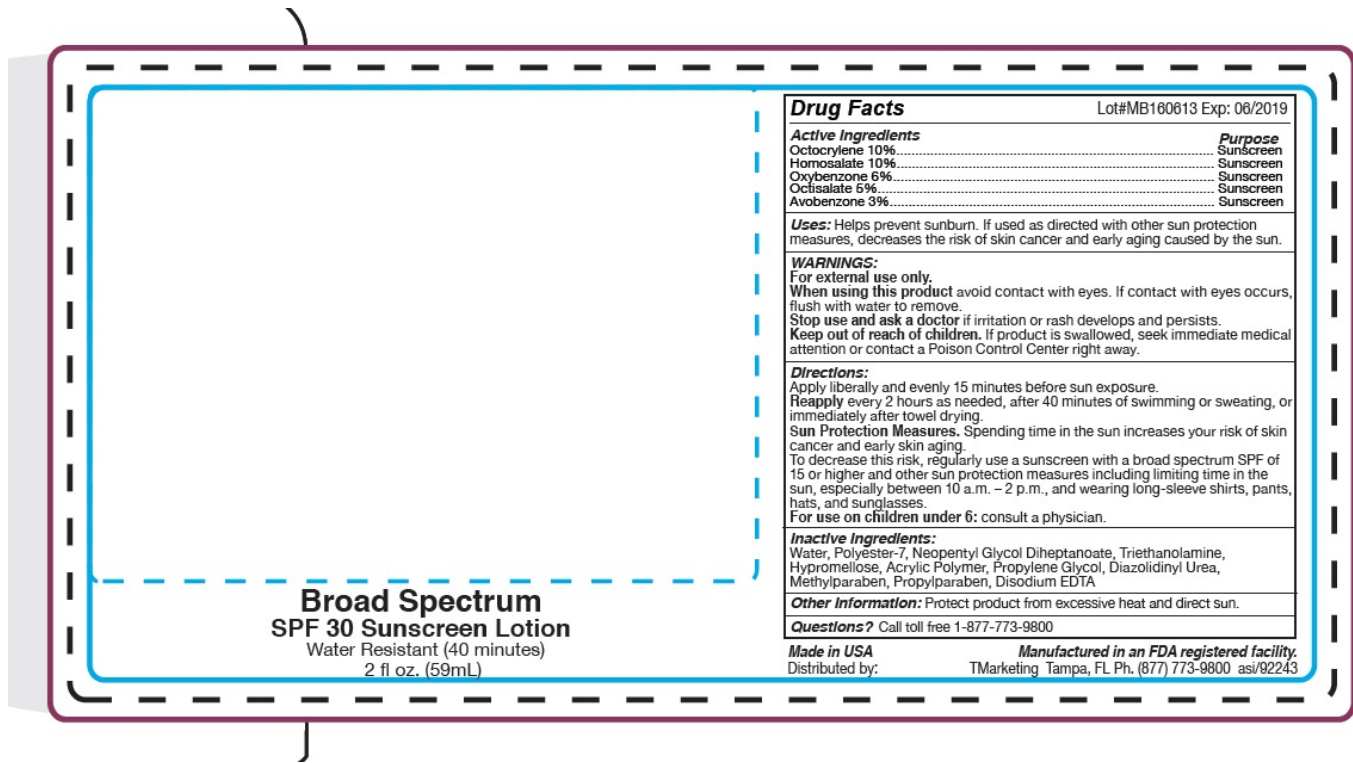 Broad Spectrum
SPF 30 Sunscreen Lotion
Water Resistant (40 minutes)
2 fl oz. (59mL)
Drug Facts Lot#MB160613 Exp: 06/2019
Active Ingredients Purpose
Octocrylene 10%.......... Sunscreen
Homosalate 10%.......... Sunscreen
Oxybenzone 6%.......... Sunscreen
Octisalate 5%.......... Sunscreen
Avobenzone 3%.......... Sunscreen
Uses: Helps prevent sunburn. If used as directed with other sun protection
measures, decreases the risk of skin cancer and early aging caused by the sun.
WARNINGS:
For external use only.
When using this product avoid contact with eyes. If contact with eyes occurs,
flush with water to remove.
Stop use and ask a doctor if irritation or rash develops and persists.
Keep out of reach of children. If product is swallowed, seek immediate medical
attention or contact a Poison Control Center right away.
Directions:
Apply liberally and evenly 15 minutes before sun exposure.
Reapply every 2 hours as needed, after 40 minutes of swimming or sweating, or
immediately after towel drying.
Sun Protection Measures. Spending time in the sun increases your risk of skin
cancer and early skin aging.
To decrease this risk, regularly use a sunscreen with a broad spectrum SPF of
15 or higher and other sun protection measures including limiting time in the
sun, especially between 10 a.m. – 2 p.m., and wearing long-sleeve shirts, pants,
hats, and sunglasses.
For use on children under 6: consult a physician.
Inactive Ingredients:
Water, Polyester-7, Neopentyl Glycol Diheptanoate, Triethanolamine,
Hypromellose, Acrylic Polymer, Propylene Glycol, Diazolidinyl Urea,
Methylparaben, Propylparaben, Disodium EDTA
Other Information: Protect product from excessive heat and direct sun.
Questions? Call toll free 1-877-773-9800
Made in USA Manufactured in an FDA registered facility.
Distributed by: TMarketing Tampa, FL Ph. (877) 773-9800 asi/92243